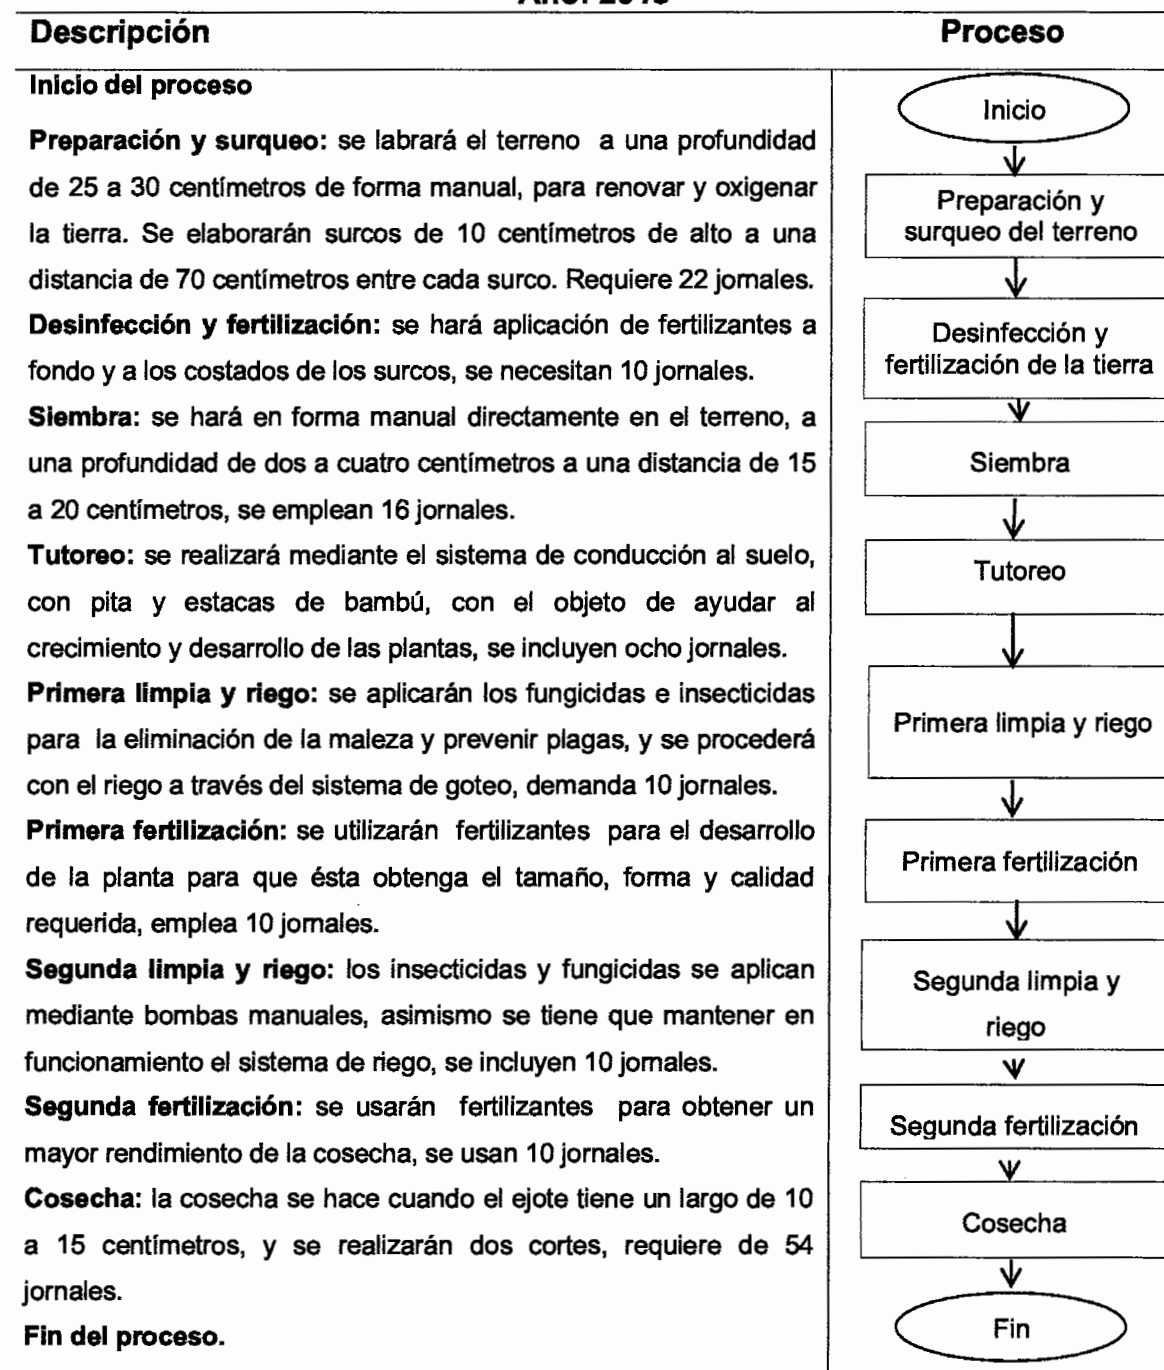 Descripción
Proceso
Inicio del proceso
Preparación y surqueo: se labrará el terreno a una profundidad
de 25 a 30 centímetros de forma manual, para renovar y oxigenar
la tierra. Se elaborarán surcos de 10 centímetros de alto a una
distancia de 70 centímetros entre cada surco. Requiere 22 jornales.
Desinfección y fertilización: se hará aplicación de fertilizantes a
fondo y a los costados de los surcos, se necesitan 10 jornales.
Siembra: se hará en forma manual directamente en el terreno, a
una profundidad de dos a cuatro centímetros a una distancia de 15
a 20 centímetros, se emplean 16 jornales.
Tutoreo: se realizará mediante el sistema de conducción al suelo,
con pita y estacas de bambú, con el objeto de ayudar al
crecimiento y desarrollo de las plantas, se incluyen ocho jornales.
Primera limpia y riego: se aplicarán los fungicidas e insecticidas
para la eliminación de la maleza y prevenir plagas, y se procederá
con el riego a través del sistema de goteo, demanda 10 jornales.
Primera fertilización: se utilizarán fertilizantes para el desarrollo
de la planta para que ésta obtenga el tamaño, forma y calidad
requerida, emplea 10 jornales.
Segunda limpia y riego: los insecticidas y fungicidas se aplican
mediante bombas manuales, asimismo se tiene que mantener en
funcionamiento el sistema de riego, se incluyen 10 jornales.
Segunda fertilización: se usarán fertilizantes para obtener un
mayor rendimiento de la cosecha, se usan 10 jornales.
Cosecha: la cosecha se hace cuando el ejote tiene un largo de 10
a 15 centímetros, y se realizarán dos cortes, requiere de 54
jornales.
Fin del proceso.
Inicio
Preparación y
surqueo del terreno
Desinfección y
fertilización de la tierra
Siembra
Tutoreo
Primera limpia y riego
Primera fertilización
Segunda limpia y
riego
Segunda fertilización
Cosecha
Fin